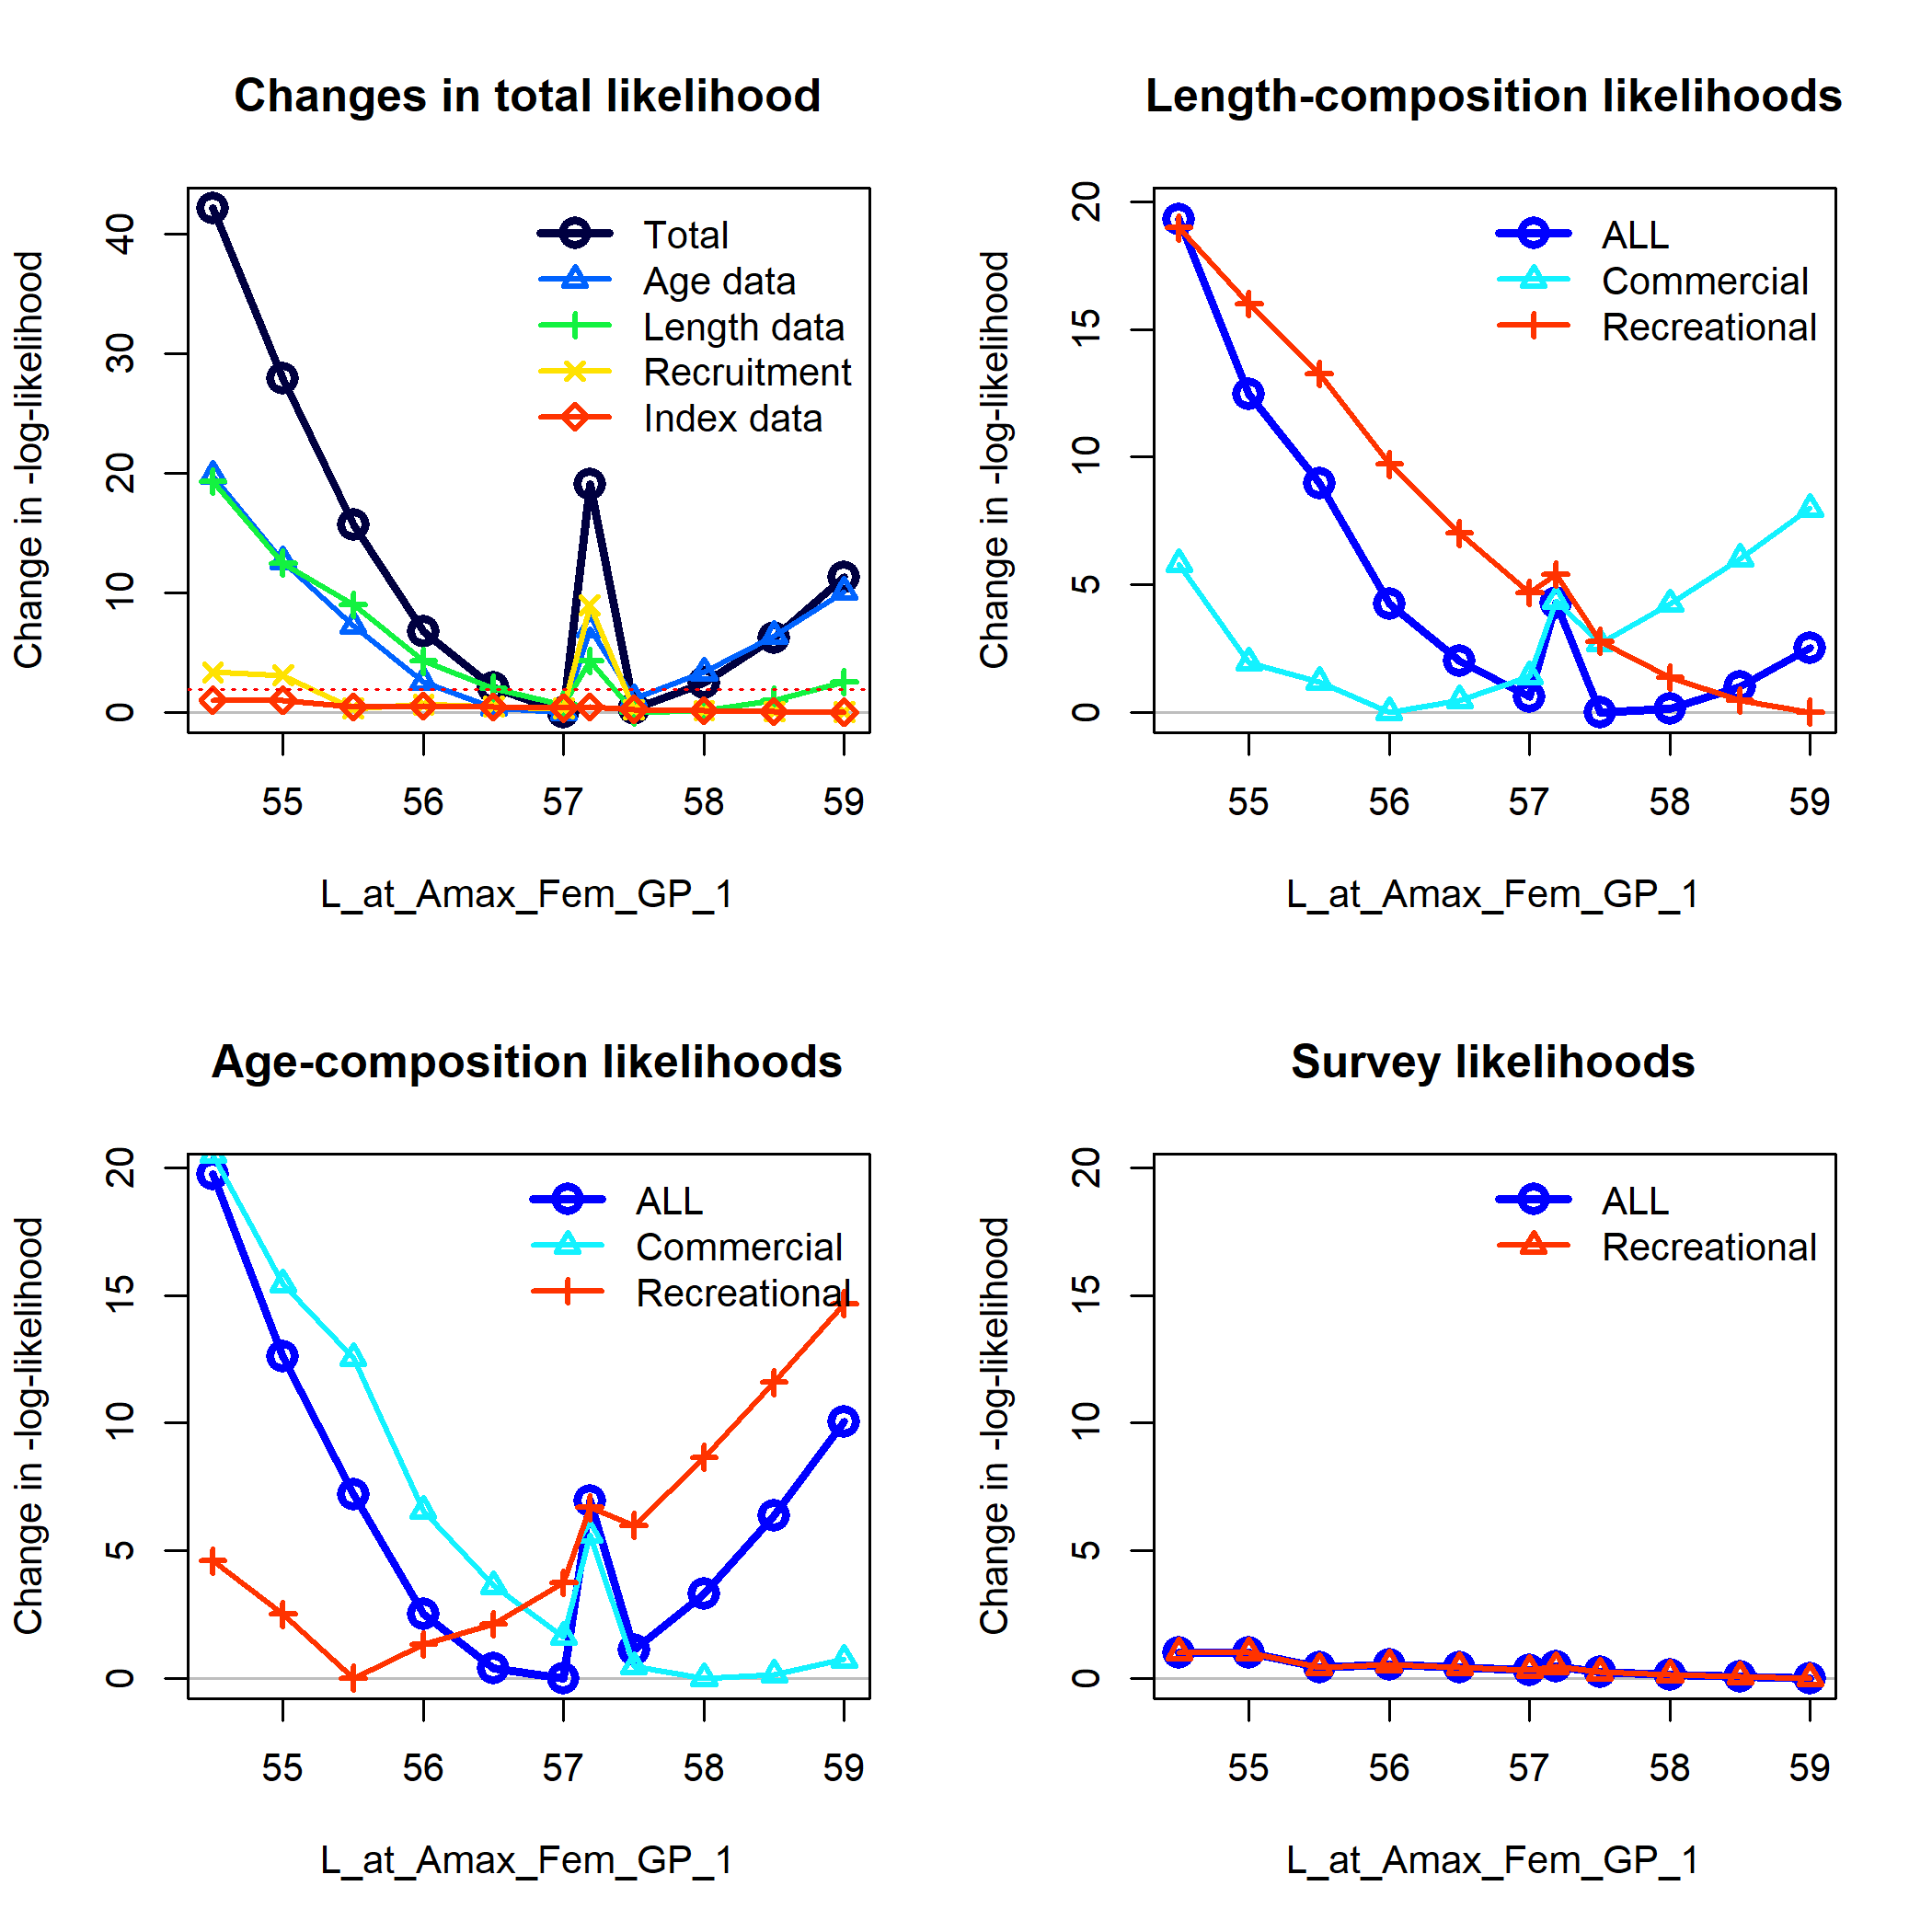 Changes in total likelihood
Change in -log-likelihood
40
30
20
10
0
Total
Age data
Length data
Recruitment
Index data
55 56 57 58 59
L_at_Amax_Fem_GP_1
Length-composition likelihoods
Change in -log-likelihood
20
15
10
5
0
ALL
Commercial
Recreational
55 56 57 58 59
L_at_Amax_Fem_GP_1
Age-composition likelihoods
Change in -log-likelihood
20
15
10
5
0
ALL
Commercial
Recreational
55 56 57 58 59
L_at_Amax_Fem_GP_1
Survey likelihoods
Change in -log-likelihood
20
15
10
5
0
ALL
Recreational
55 56 57 58 59
L_at_Amax_Fem_GP_1